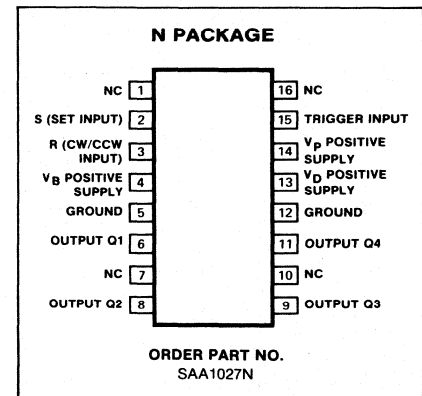 N PACKAGE
NC 1
16 NC
S (SET INPUT) 2
15 TRIGGER INPUT
R (CW/CCW
INPUT) 3
14 VP POSITIVE
SUPPLY
VB POSITIVE
SUPPLY 4
13 VD POSITIVE
SUPPLY
GROUND 5
12 GROUND
OUTPUT Q1 6
11 OUTPUT Q4
NC 7
10 NC
OUTPUT Q2 8
9 OUTPUT Q3
ORDER PART NO.
SAA1027N